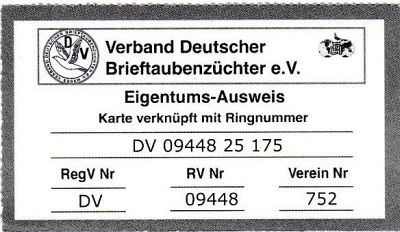 Verband Deutscher
Brieftaubenzüchter e.V.
Eigentums-Ausweis
Karte verknüpft mit Ringnummer
DV 09448 25 175
RegV Nr RV Nr Verein Nr
DV 09448 752